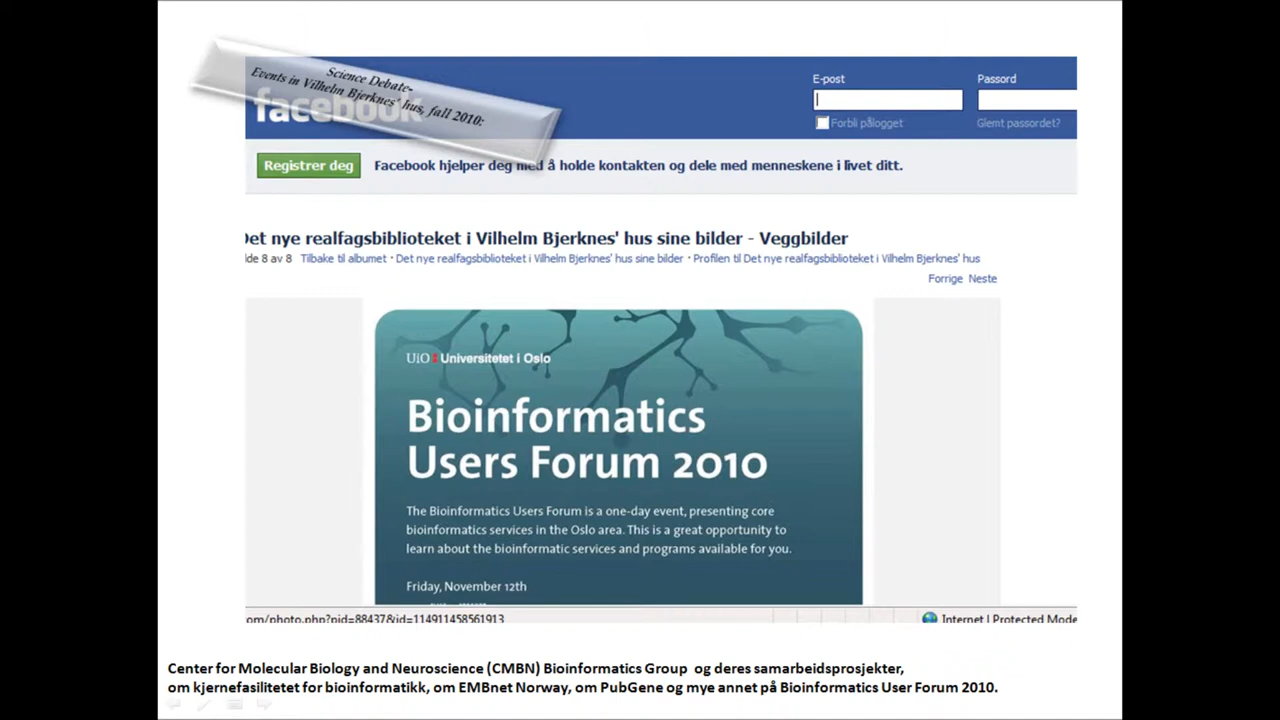 Science Debate-
Events in Vilhelm Bjerknes' hus, fall 2010:
facebook
E-post
Passord
Forbli pålogget
Glemt passordet?
Registrer deg
Facebook hjelper deg med å holde kontakten og dele med menneskene i livet ditt.
Det nye realfagsbiblioteket i Vilhelm Bjerknes' hus sine bilder - Veggbilder
lde 8 av 8 Tilbake til albumet · Det nye realfagsbiblioteket i Vilhelm Bjerknes' hus sine bilder · Profilen til Det nye realfagsbiblioteket i Vilhelm Bjerknes' hus
Forrige Neste
UiO Universitetet i Oslo
Bioinformatics
Users Forum 2010
The Bioinformatics Users Forum is a one-day event, presenting core
bioinformatics services in the Oslo area. This is a great opportunity to
learn about the bioinformatic services and programs available for you.
Friday, November 12th
om/photo.php?pid=88437&id=114911458561913
Internet | Protected Mode
Center for Molecular Biology and Neuroscience (CMBN) Bioinformatics Group og deres samarbeidsprosjekter,
om kjernefasilitetet for bioinformatikk, om EMBnet Norway, om PubGene og mye annet på Bioinformatics User Forum 2010.